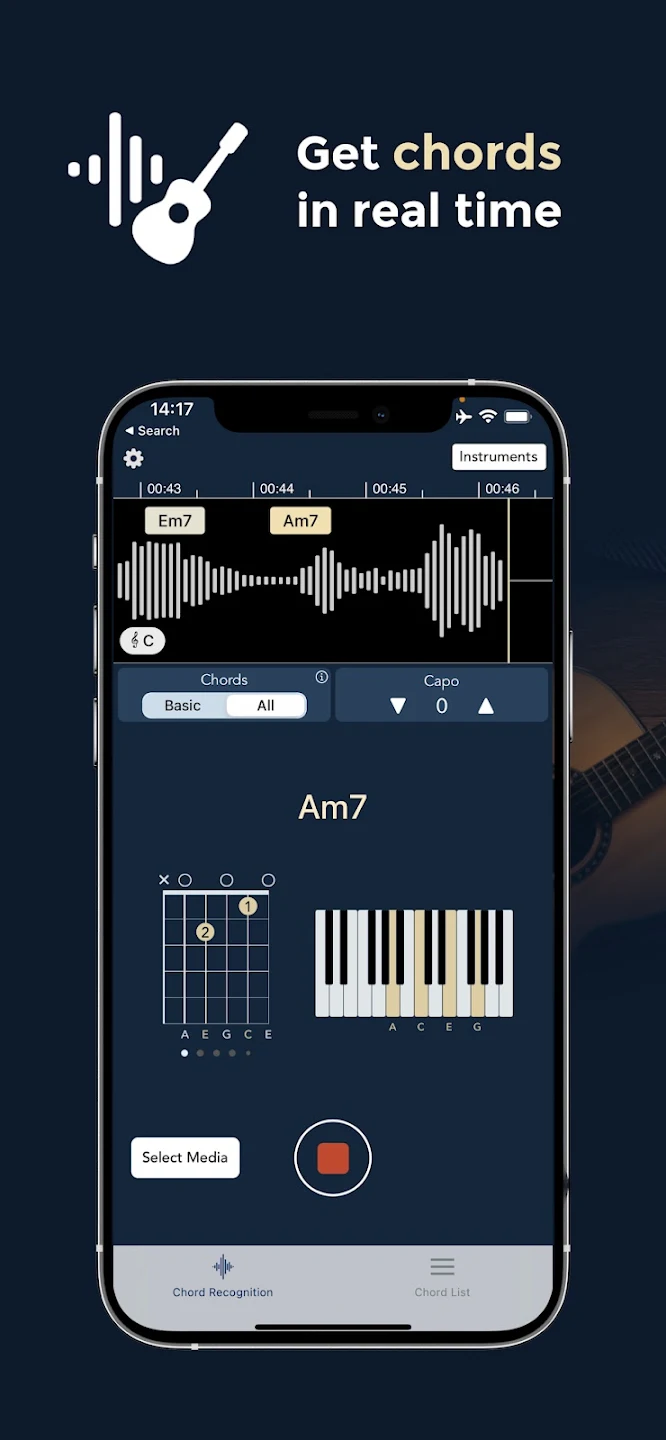 Get chords
in real time
14:17
◀ Search
Instruments
00:43 00:44 00:45 00:46
Em7 Am7
C
Chords
Capo
Basic All
0
Am7
× ○ ○ ○
1
2
A E G C E
A C E G
Select Media
Chord Recognition
Chord List